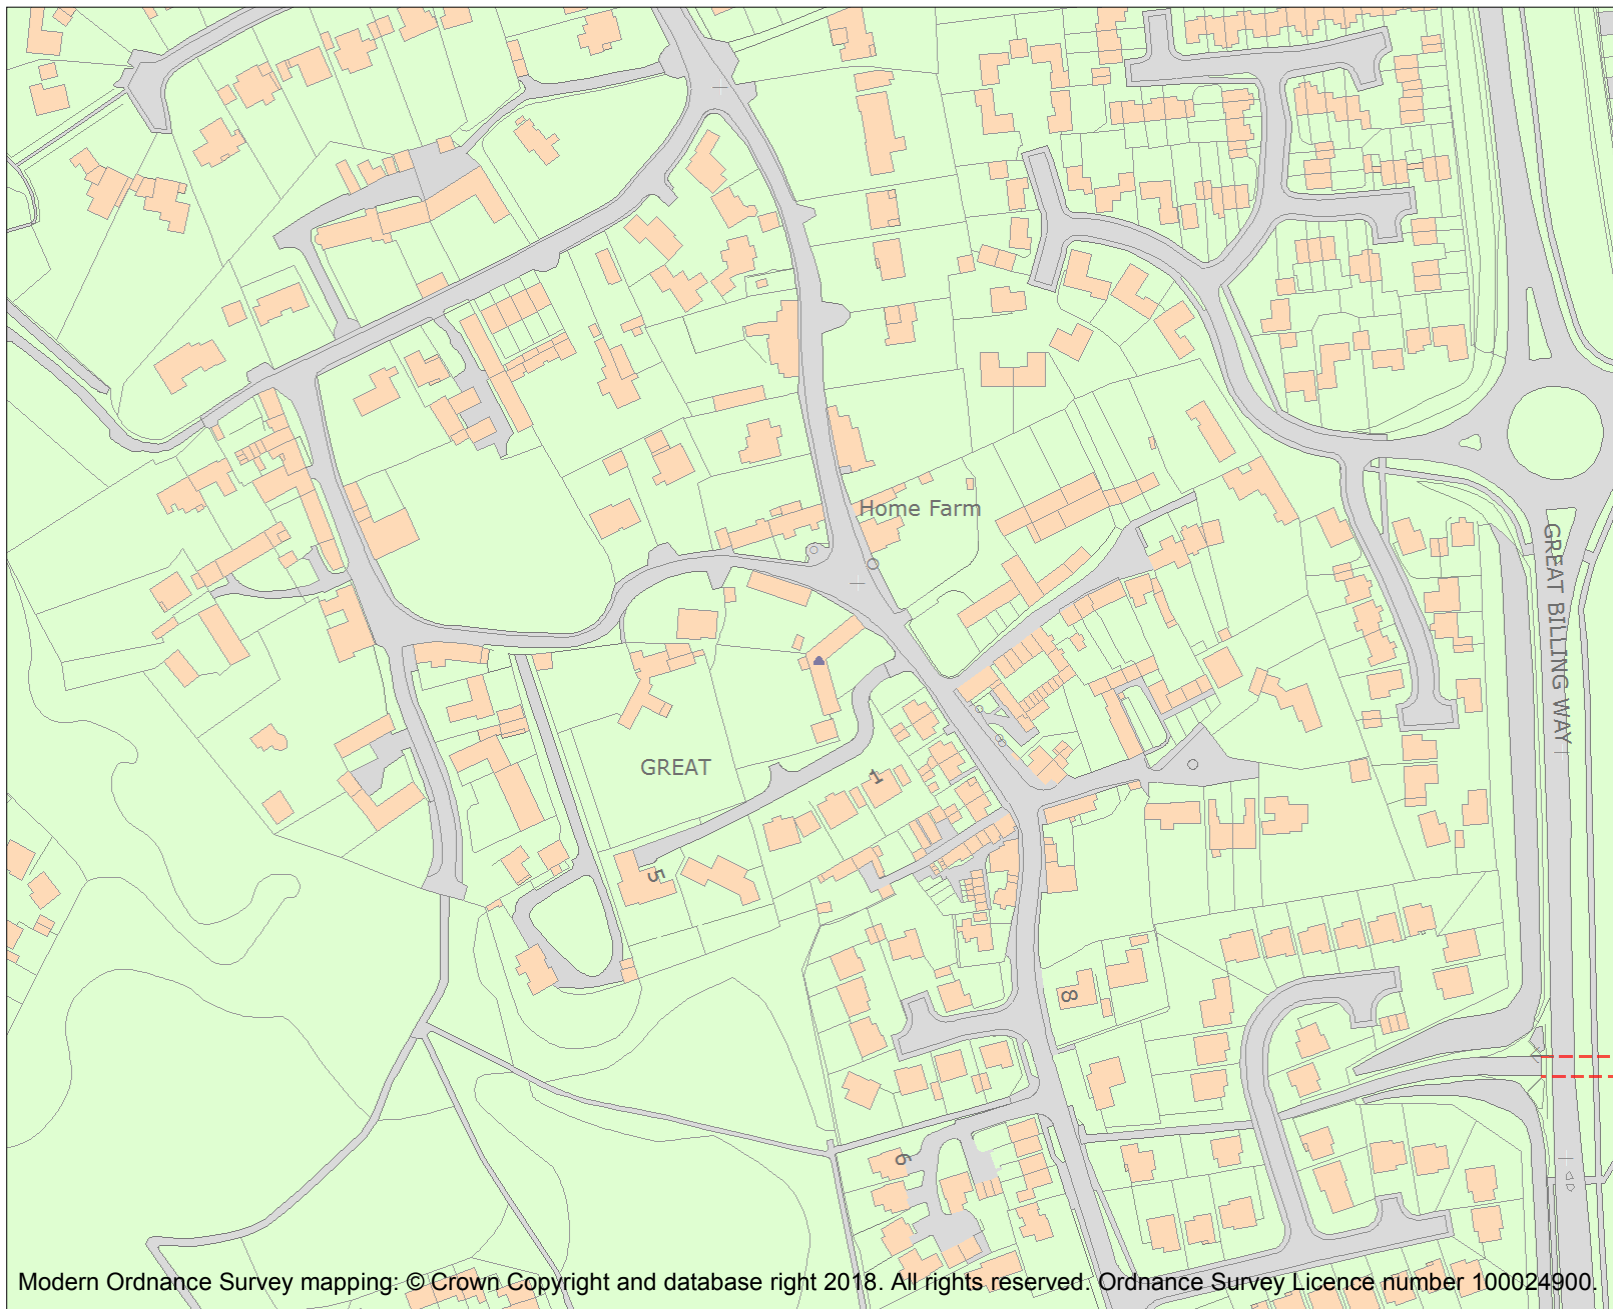 Home Farm
GREAT BILLING WAY
GREAT
1
5
8
6
Modern Ordnance Survey mapping: © Crown Copyright and database right 2018. All rights reserved. Ordnance Survey Licence number 100024900.